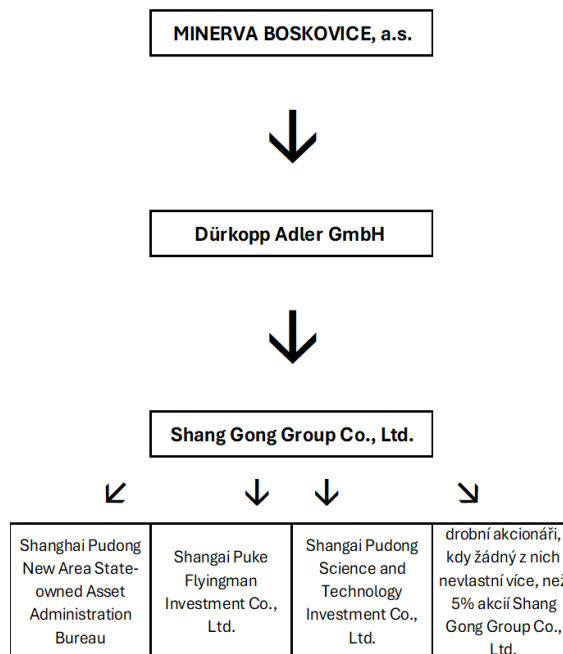 MINERVA BOSKOVICE, a.s.
Dürkopp Adler GmbH
Shang Gong Group Co., Ltd.
Shanghai Pudong
New Area State-
owned Asset
Administration
Bureau
Shangai Puke
Flyingman
Investment Co.,
Ltd.
Shangai Pudong
Science and
Technology
Investment Co.,
Ltd.
drobní akcionáři,
kdy žádný z nich
nevlastní více, než
5% akcií Shang
Gong Group Co.,
Ltd.